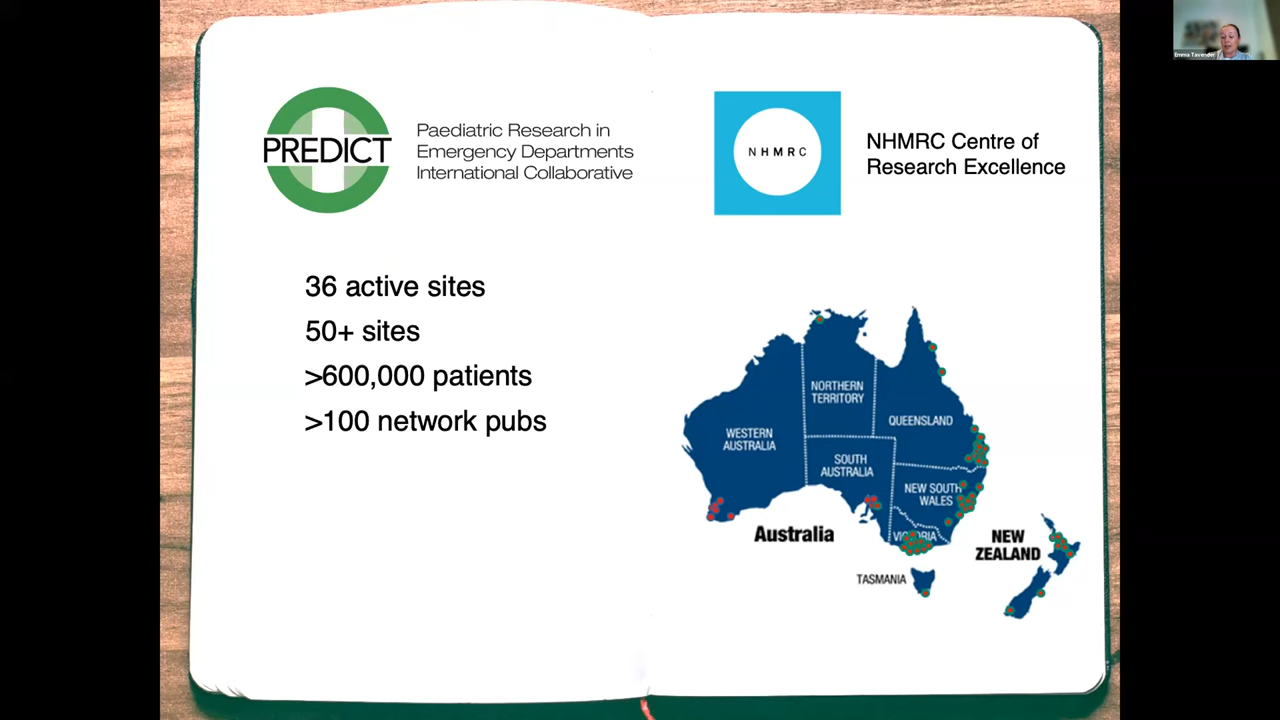 PREDICT
Paediatric Research in
Emergency Departments
International Collaborative
36 active sites
50+ sites
>600,000 patients
>100 network pubs
NHMRC
NHMRC Centre of
Research Excellence
NORTHERN
TERRITORY
QUEENSLAND
WESTERN
AUSTRALIA
SOUTH
AUSTRALIA
NEW SOUTH
WALES
VICTORIA
Australia
TASMANIA
NEW
ZEALAND
Emma Tavender